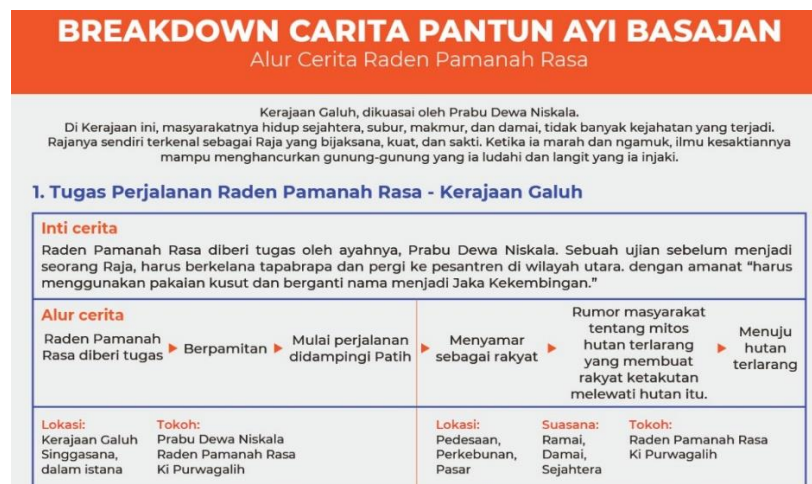 BREAKDOWN CARITA PANTUN AYI BASAJAN
Alur Cerita Raden Pamanah Rasa
Kerajaan Galuh, dikuasai oleh Prabu Dewa Niskala.
Di Kerajaan ini, masyarakatnya hidup sejahtera, subur, makmur, dan damai, tidak banyak kejahatan yang terjadi.
Rajanya sendiri terkenal sebagai Raja yang bijaksana, kuat, dan sakti. Ketika ia marah dan ngamuk, ilmu kesaktiannya
mampu menghancurkan gunung-gunung yang ia ludahi dan langit yang ia injaki.
1. Tugas Perjalanan Raden Pamanah Rasa - Kerajaan Galuh
Inti cerita
Raden Pamanah Rasa diberi tugas oleh ayahnya, Prabu Dewa Niskala. Sebuah ujian sebelum menjadi
seorang Raja, harus berkelana tapabrapa dan pergi ke pesantren di wilayah utara. dengan amanat “harus
menggunakan pakaian kusut dan berganti nama menjadi Jaka Kekembingan.”
Alur cerita
Raden Pamanah
Rasa diberi tugas
Berpamitan
Mulai perjalanan
didampingi Patih
Menyamar
sebagai rakyat
Rumor masyarakat
tentang mitos
hutan terlarang
yang membuat
rakyat ketakutan
melewati hutan itu.
Menuju
hutan
terlarang
Lokasi:
Kerajaan Galuh
Singgasana,
dalam istana
Tokoh:
Prabu Dewa Niskala
Raden Pamanah Rasa
Ki Purwagalih
Lokasi:
Pedesaan,
Perkebunan,
Pasar
Suasana:
Ramai,
Damai,
Sejahtera
Tokoh:
Raden Pamanah Rasa
Ki Purwagalih